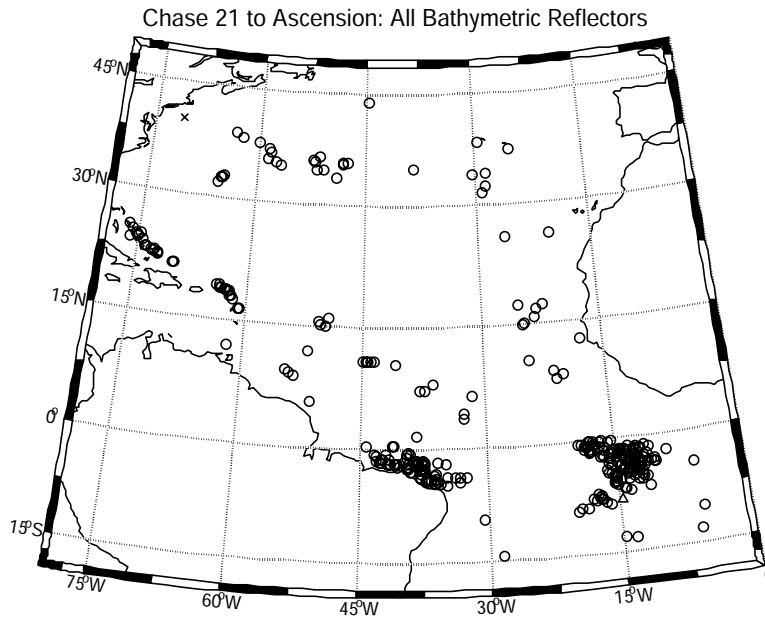 Chase 21 to Ascension: All Bathymetric Reflectors
45°N
30°N
15°N
0°
15°S
75°W
60°W
45°W
30°W
15°W